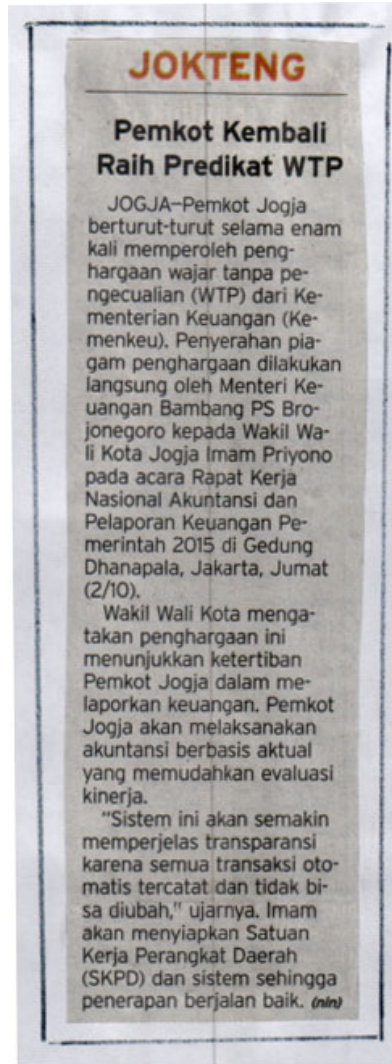 JOKTENG
Pemkot Kembali
Raih Predikat WTP
JOGJA–Pemkot Jogja
berturut-turut selama enam
kali memperoleh peng-
hargaan wajar tanpa pe-
ngecualian (WTP) dari Ke-
menterian Keuangan (Ke-
menkeu). Penyerahan pia-
gam penghargaan dilakukan
langsung oleh Menteri Ke-
uangan Bambang PS Bro-
jonegoro kepada Wakil Wa-
li Kota Jogja Imam Priyono
pada acara Rapat Kerja
Nasional Akuntansi dan
Pelaporan Keuangan Pe-
merintah 2015 di Gedung
Dhanapala, Jakarta, Jumat
(2/10).
Wakil Wali Kota menga-
takan penghargaan ini
menunjukkan ketertiban
Pemkot Jogja dalam me-
laporkan keuangan. Pemkot
Jogja akan melaksanakan
akuntansi berbasis aktual
yang memudahkan evaluasi
kinerja.
"Sistem ini akan semakin
memperjelas transparansi
karena semua transaksi oto-
matis tercatat dan tidak bi-
sa diubah," ujarnya. Imam
akan menyiapkan Satuan
Kerja Perangkat Daerah
(SKPD) dan sistem sehingga
penerapan berjalan baik. (nin)